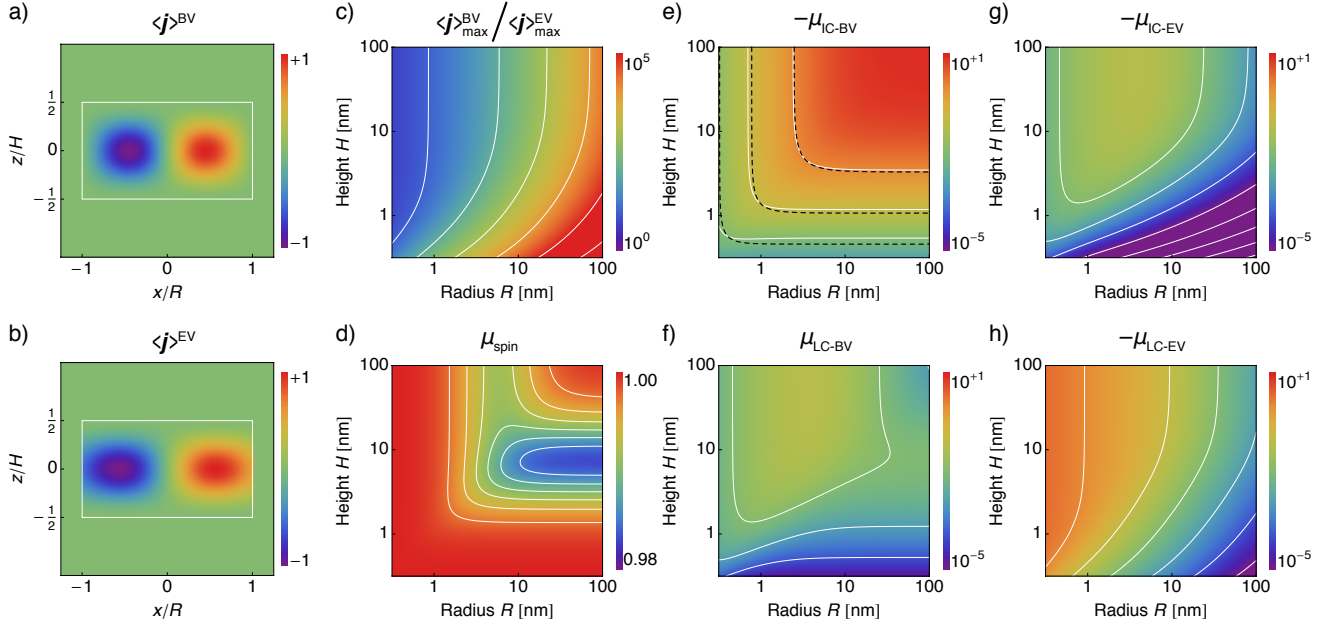 a)
<j>^BV
+1
−1
z/H
1/2
0
−1/2
−1
0
1
x/R
b)
<j>^EV
+1
−1
z/H
1/2
0
−1/2
−1
0
1
x/R
c)
<j>^BV_max / <j>^EV_max
10^5
10^0
Height H [nm]
100
10
1
1
10
100
Radius R [nm]
d)
μ_spin
1.00
0.98
Height H [nm]
100
10
1
1
10
100
Radius R [nm]
e)
−μ_IC-BV
10^+1
10^−5
Height H [nm]
100
10
1
1
10
100
Radius R [nm]
f)
μ_LC-BV
10^+1
10^−5
Height H [nm]
100
10
1
1
10
100
Radius R [nm]
g)
−μ_IC-EV
10^+1
10^−5
Height H [nm]
100
10
1
1
10
100
Radius R [nm]
h)
−μ_LC-EV
10^+1
10^−5
Height H [nm]
100
10
1
1
10
100
Radius R [nm]